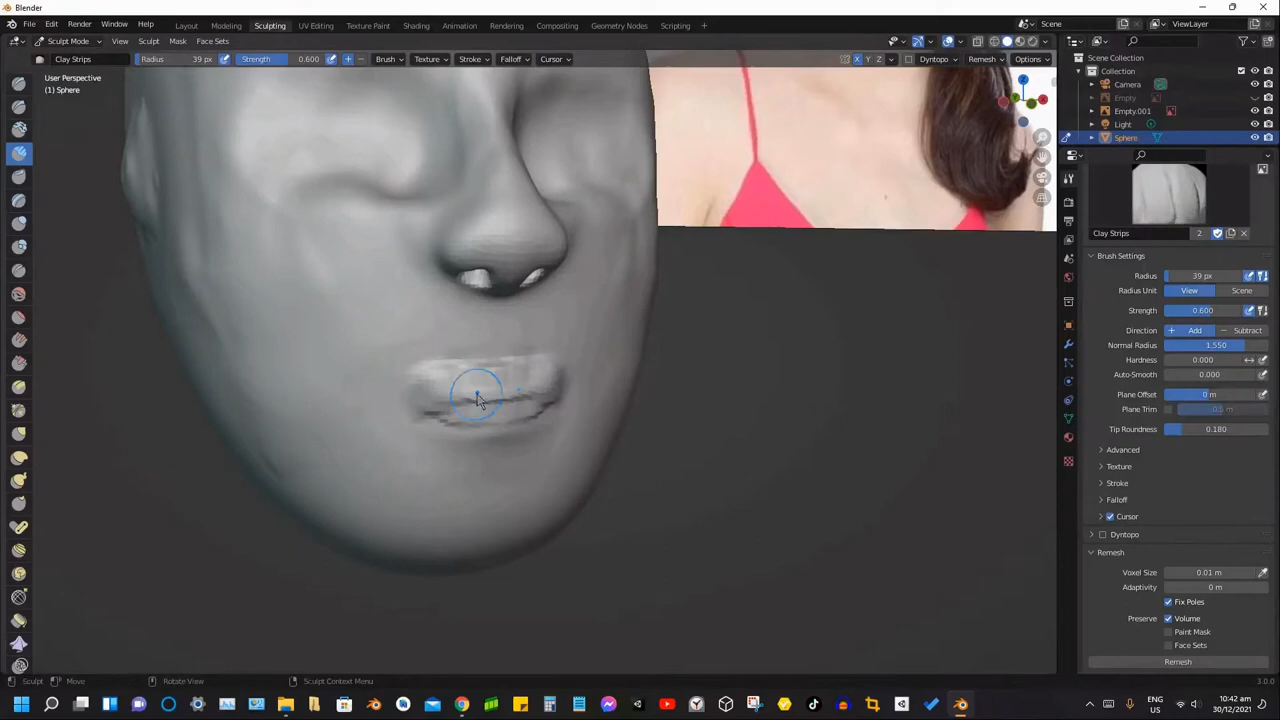 Blender
File Edit Render Window Help Layout Modeling Sculpting UV Editing Texture Paint Shading Animation Rendering Compositing Geometry Nodes Scripting + Scene ViewLayer
Sculpt Mode View Sculpt Mask Face Sets
Clay Strips Radius 39 px Strength 0.600 Brush Texture Stroke Falloff Cursor X Y Z Dyntopo Remesh Options
User Perspective
(1) Sphere
Scene Collection
Collection
Camera
Empty
Empty.001
Light
Sphere
Clay Strips 2
Brush Settings
Radius 39 px
Radius Unit View Scene
Strength 0.600
Direction + Add − Subtract
Normal Radius 1.550
Hardness 0.000
Auto-Smooth 0.000
Plane Offset 0 m
Plane Trim 0.5 m
Tip Roundness 0.180
Advanced
Texture
Stroke
Falloff
Cursor
Dyntopo
Remesh
Voxel Size 0.01 m
Adaptivity 0 m
Fix Poles
Preserve Volume
Paint Mask
Face Sets
Remesh
Sculpt Move Rotate View Sculpt Context Menu 3.0.0
ENG
US
10:42 am
30/12/2021